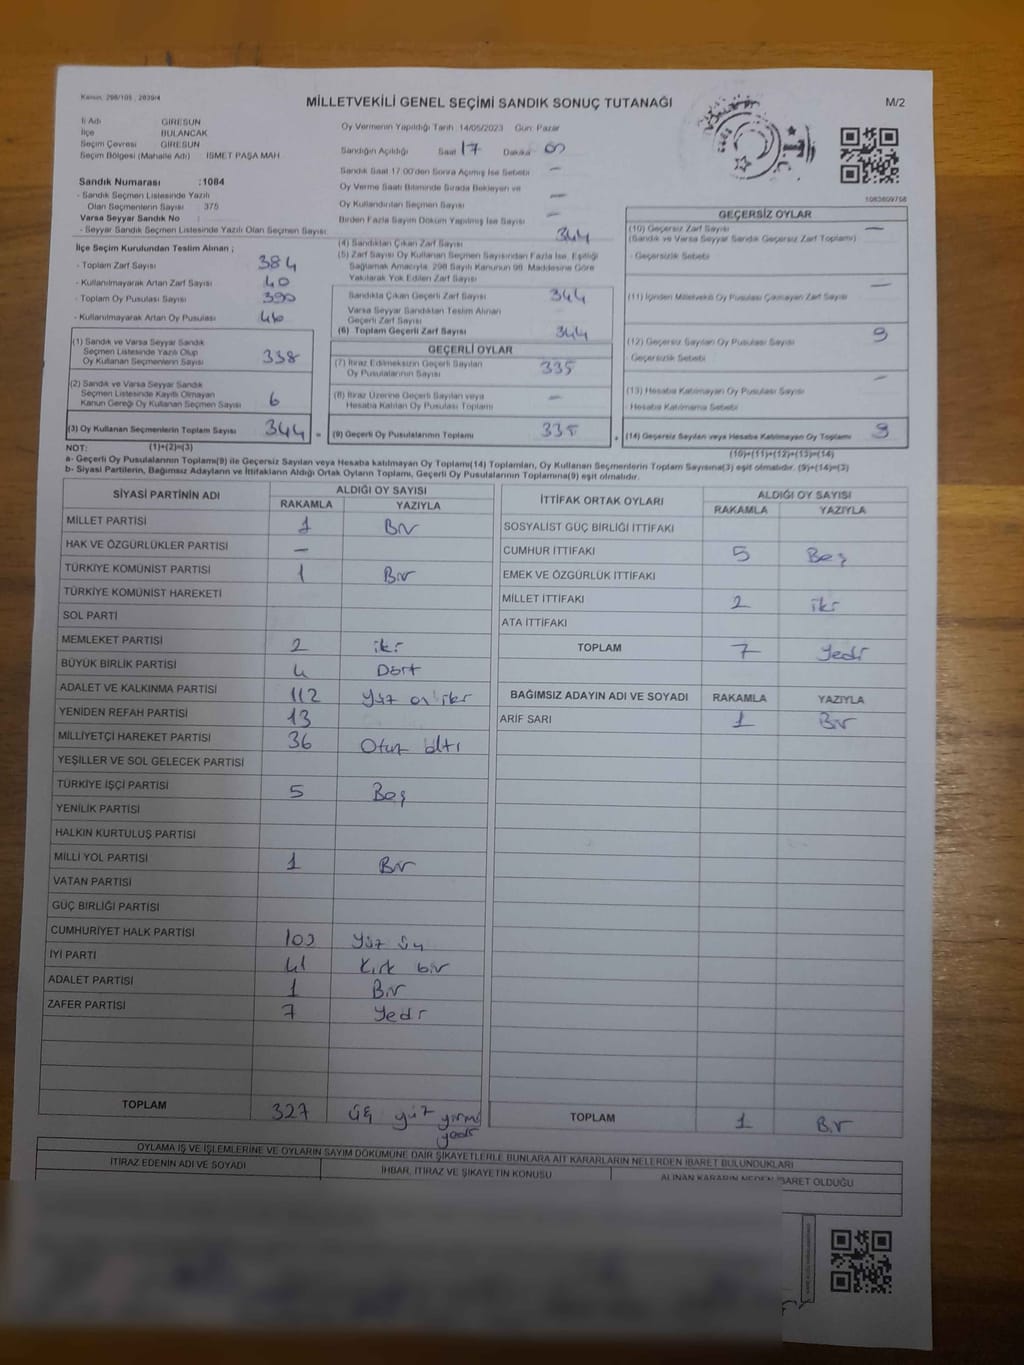 Kanun: 298/105 , 2839/4
MİLLETVEKİLİ GENEL SEÇİMİ SANDIK SONUÇ TUTANAĞI
M/2
İl Adı GİRESUN
İlçe BULANCAK
Seçim Çevresi GİRESUN
Seçim Bölgesi (Mahalle Adı) İSMET PAŞA MAH
Oy Vermenin Yapıldığı Tarih :14/05/2023 Gün: Pazar
Sandığın Açıldığı Saat 17 Dakika 00
Sandık Saat 17:00'den Sonra Açılmış İse Sebebi —
Oy Verme Saati Bitiminde Sırada Bekleyen ve
Oy Kullandırılan Seçmen Sayısı —
Birden Fazla Sayım Döküm Yapılmış İse Sayısı —
Sandık Numarası :1084
- Sandık Seçmen Listesinde Yazılı
Olan Seçmenlerin Sayısı 375
Varsa Seyyar Sandık No :
- Seyyar Sandık Seçmen Listesinde Yazılı Olan Seçmen Sayısı:
1083809758
İlçe Seçim Kurulundan Teslim Alınan ;
- Toplam Zarf Sayısı 384
- Kullanılmayarak Artan Zarf Sayısı 40
- Toplam Oy Pusulası Sayısı 390
- Kullanılmayarak Artan Oy Pusulası 46
(1) Sandık ve Varsa Seyyar Sandık
Seçmen Listesinde Yazılı Olup
Oy Kullanan Seçmenlerin Sayısı 338
(2) Sandık ve Varsa Seyyar Sandık
Seçmen Listesinde Kayıtlı Olmayan
Kanun Gereği Oy Kullanan Seçmen Sayısı 6
(3) Oy Kullanan Seçmenlerin Toplam Sayısı 344 =
(4) Sandıktan Çıkan Zarf Sayısı 344
(5) Zarf Sayısı Oy Kullanan Seçmen Sayısından Fazla İse, Eşitliği
Sağlamak Amacıyla, 298 Sayılı Kanunun 98. Maddesine Göre
Yakılarak Yok Edilen Zarf Sayısı —
Sandıkta Çıkan Geçerli Zarf Sayısı 344
Varsa Seyyar Sandıktan Teslim Alınan
Geçerli Zarf Sayısı —
(6) Toplam Geçerli Zarf Sayısı 344
GEÇERLİ OYLAR
(7) İtiraz Edilmeksizin Geçerli Sayılan
Oy Pusulalarının Sayısı 335
(8) İtiraz Üzerine Geçerli Sayılan veya
Hesaba Katılan Oy Pusulası Toplamı —
(9) Geçerli Oy Pusulalarının Toplamı 335 +
GEÇERSİZ OYLAR
(10) Geçersiz Zarf Sayısı —
(Sandık ve Varsa Seyyar Sandık Geçersiz Zarf Toplamı)
- Geçersizlik Sebebi
(11) İçinden Milletvekili Oy Pusulası Çıkmayan Zarf Sayısı —
(12) Geçersiz Sayılan Oy Pusulası Sayısı 9
Geçersizlik Sebebi
(13) Hesaba Katılmayan Oy Pusulası Sayısı —
- Hesaba Katılmama Sebebi
(14) Geçersiz Sayılan veya Hesaba Katılmayan Oy Toplamı 9
NOT: (1)+(2)=(3) (10)+(11)+(12)+(13)=(14)
a- Geçerli Oy Pusulaları Toplamı(9) ile Geçersiz Sayılan veya Hesaba katılmayan Oy Toplamı(14) Toplamları, Oy Kullanan Seçmenlerin Toplam Sayısına(3) eşit olmalıdır. (9)+(14)=(3)
b- Siyasi Partilerin, Bağımsız Adayların ve İttifakların Aldığı Ortak Oyların Toplamı, Geçerli Oy Pusulalarının Toplamına(9) eşit olmalıdır.
SİYASİ PARTİNİN ADI ALDIĞI OY SAYISI
RAKAMLA YAZIYLA
MİLLET PARTİSİ 1 Bir
HAK VE ÖZGÜRLÜKLER PARTİSİ —
TÜRKİYE KOMÜNİST PARTİSİ 1 Bir
TÜRKİYE KOMÜNİST HAREKETİ
SOL PARTİ
MEMLEKET PARTİSİ 2 iki
BÜYÜK BİRLİK PARTİSİ 4 Dört
ADALET VE KALKINMA PARTİSİ 112 Yüz on iki
YENİDEN REFAH PARTİSİ 13
MİLLİYETÇİ HAREKET PARTİSİ 36 Otuz altı
YEŞİLLER VE SOL GELECEK PARTİSİ
TÜRKİYE İŞÇİ PARTİSİ 5 Beş
YENİLİK PARTİSİ
HALKIN KURTULUŞ PARTİSİ
MİLLİ YOL PARTİSİ 1 Bir
VATAN PARTİSİ
GÜÇ BİRLİĞİ PARTİSİ
CUMHURİYET HALK PARTİSİ 103 Yüz üç
İYİ PARTİ 41 Kırk bir
ADALET PARTİSİ 1 Bir
ZAFER PARTİSİ 7 Yedi
TOPLAM 327 üç yüz yirmi yedi
İTTİFAK ORTAK OYLARI ALDIĞI OY SAYISI
RAKAMLA YAZIYLA
SOSYALİST GÜÇ BİRLİĞİ İTTİFAKI
CUMHUR İTTİFAKI 5 Beş
EMEK VE ÖZGÜRLÜK İTTİFAKI
MİLLET İTTİFAKI 2 iki
ATA İTTİFAKI
TOPLAM 7 Yedi
BAĞIMSIZ ADAYIN ADI VE SOYADI RAKAMLA YAZIYLA
ARİF SARI 1 Bir
TOPLAM 1 Bir
OYLAMA İŞ VE İŞLEMLERİNE VE OYLARIN SAYIM DÖKÜMÜNE DAİR ŞİKAYETLERLE BUNLARA AİT KARARLARIN NELERDEN İBARET BULUNDUKLARI
İTİRAZ EDENİN ADI VE SOYADI İHBAR, İTİRAZ VE ŞİKAYETİN KONUSU ALINAN KARARIN NEDEN İBARET OLDUĞU